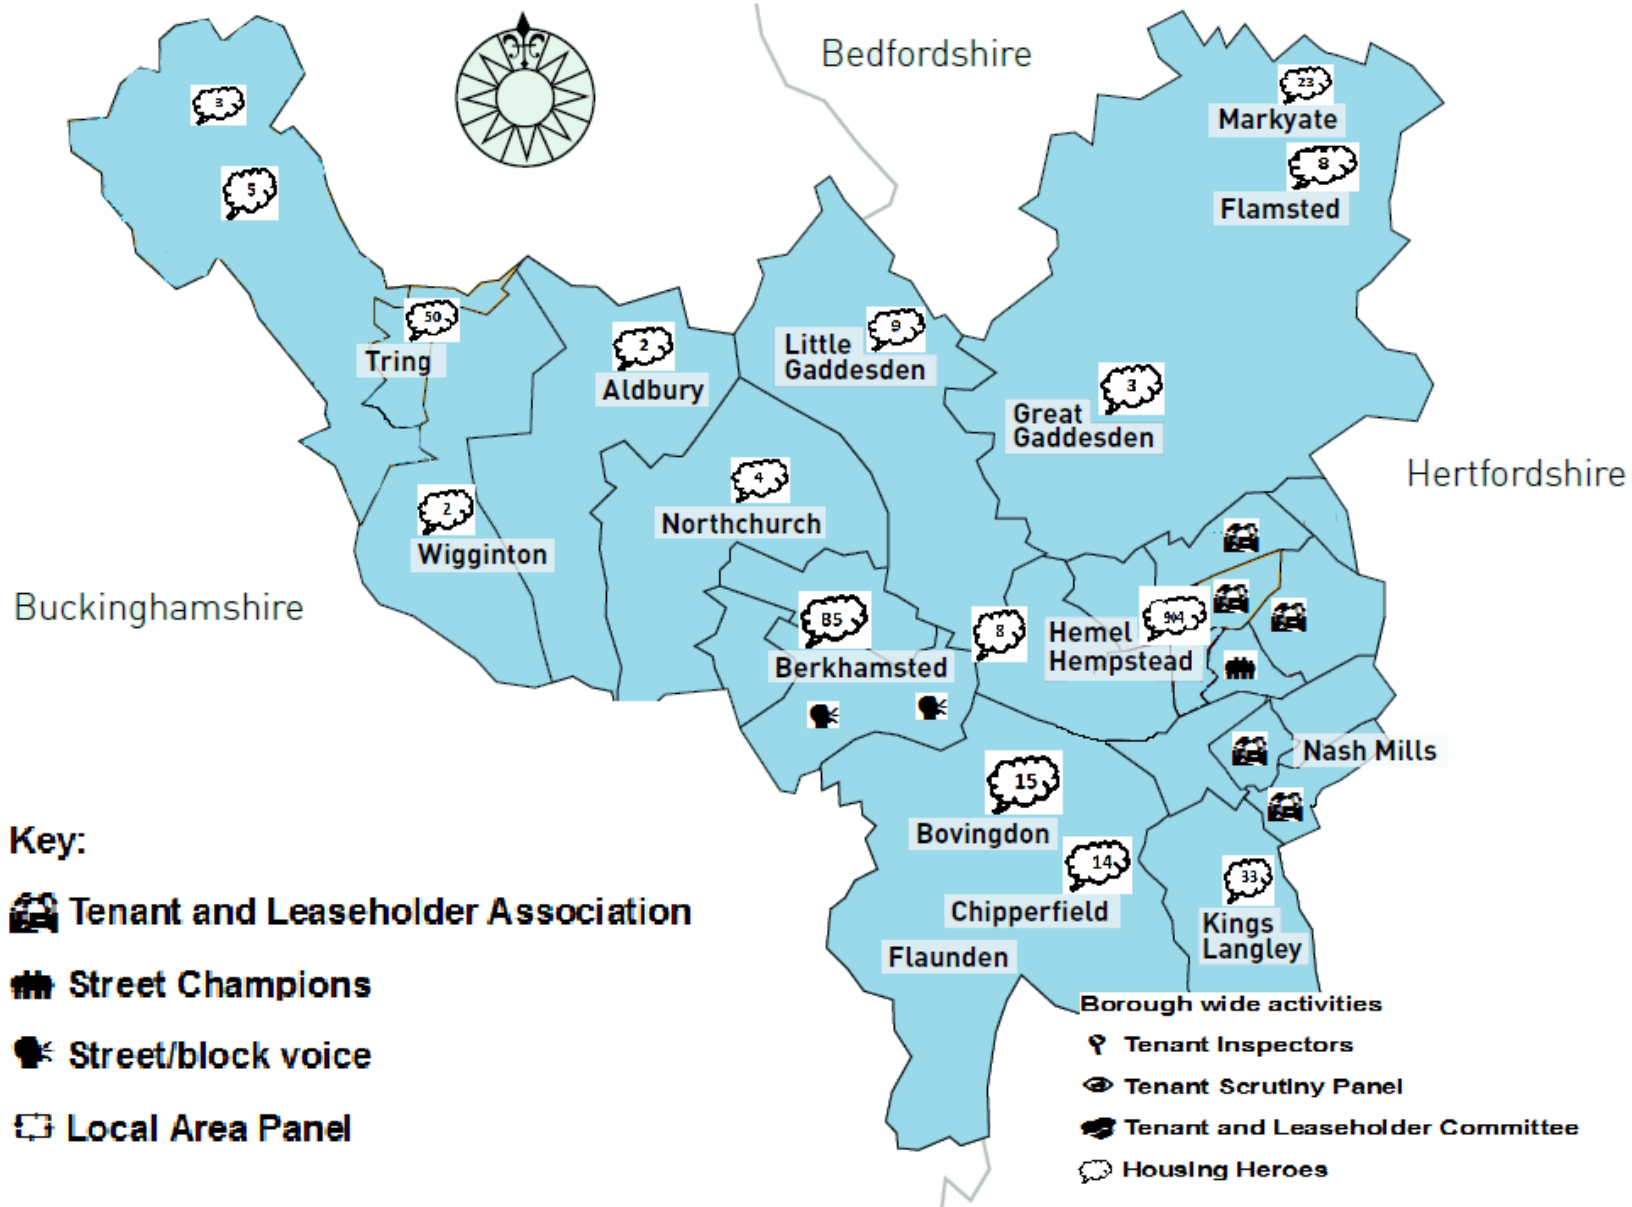 Bedfordshire
23
Markyate
3
8
Flamsted
5
50
Tring
2
Aldbury
9
Little
Gaddesden
3
Great
Gaddesden
Hertfordshire
4
Northchurch
2
Wigginton
Buckinghamshire
85
Berkhamsted
8
904
Hemel
Hempstead
Nash Mills
15
Bovingdon
14
Chipperfield
Flaunden
33
Kings
Langley
Key:
Tenant and Leaseholder Association
Street Champions
Street/block voice
Local Area Panel
Borough wide activities
Tenant Inspectors
Tenant Scrutiny Panel
Tenant and Leaseholder Committee
Housing Heroes